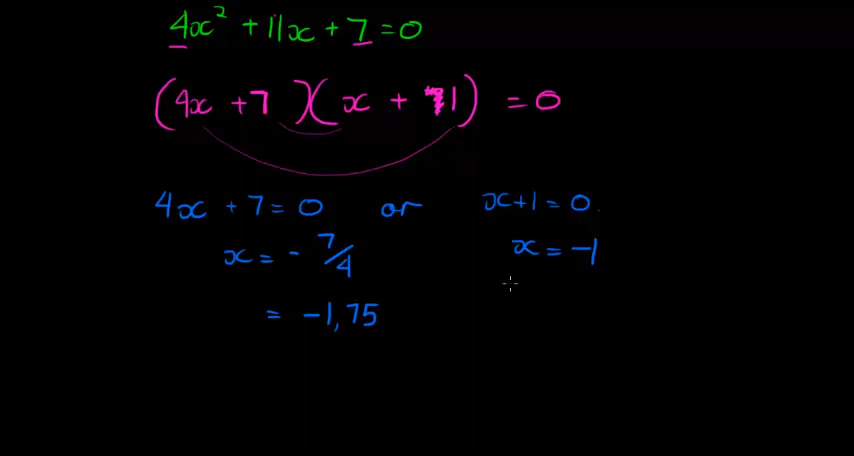 4x² + 11x + 7 = 0
(4x + 7)(x + 1) = 0
4x + 7 = 0 or x + 1 = 0.
x = - 7/4 x = -1
= -1,75